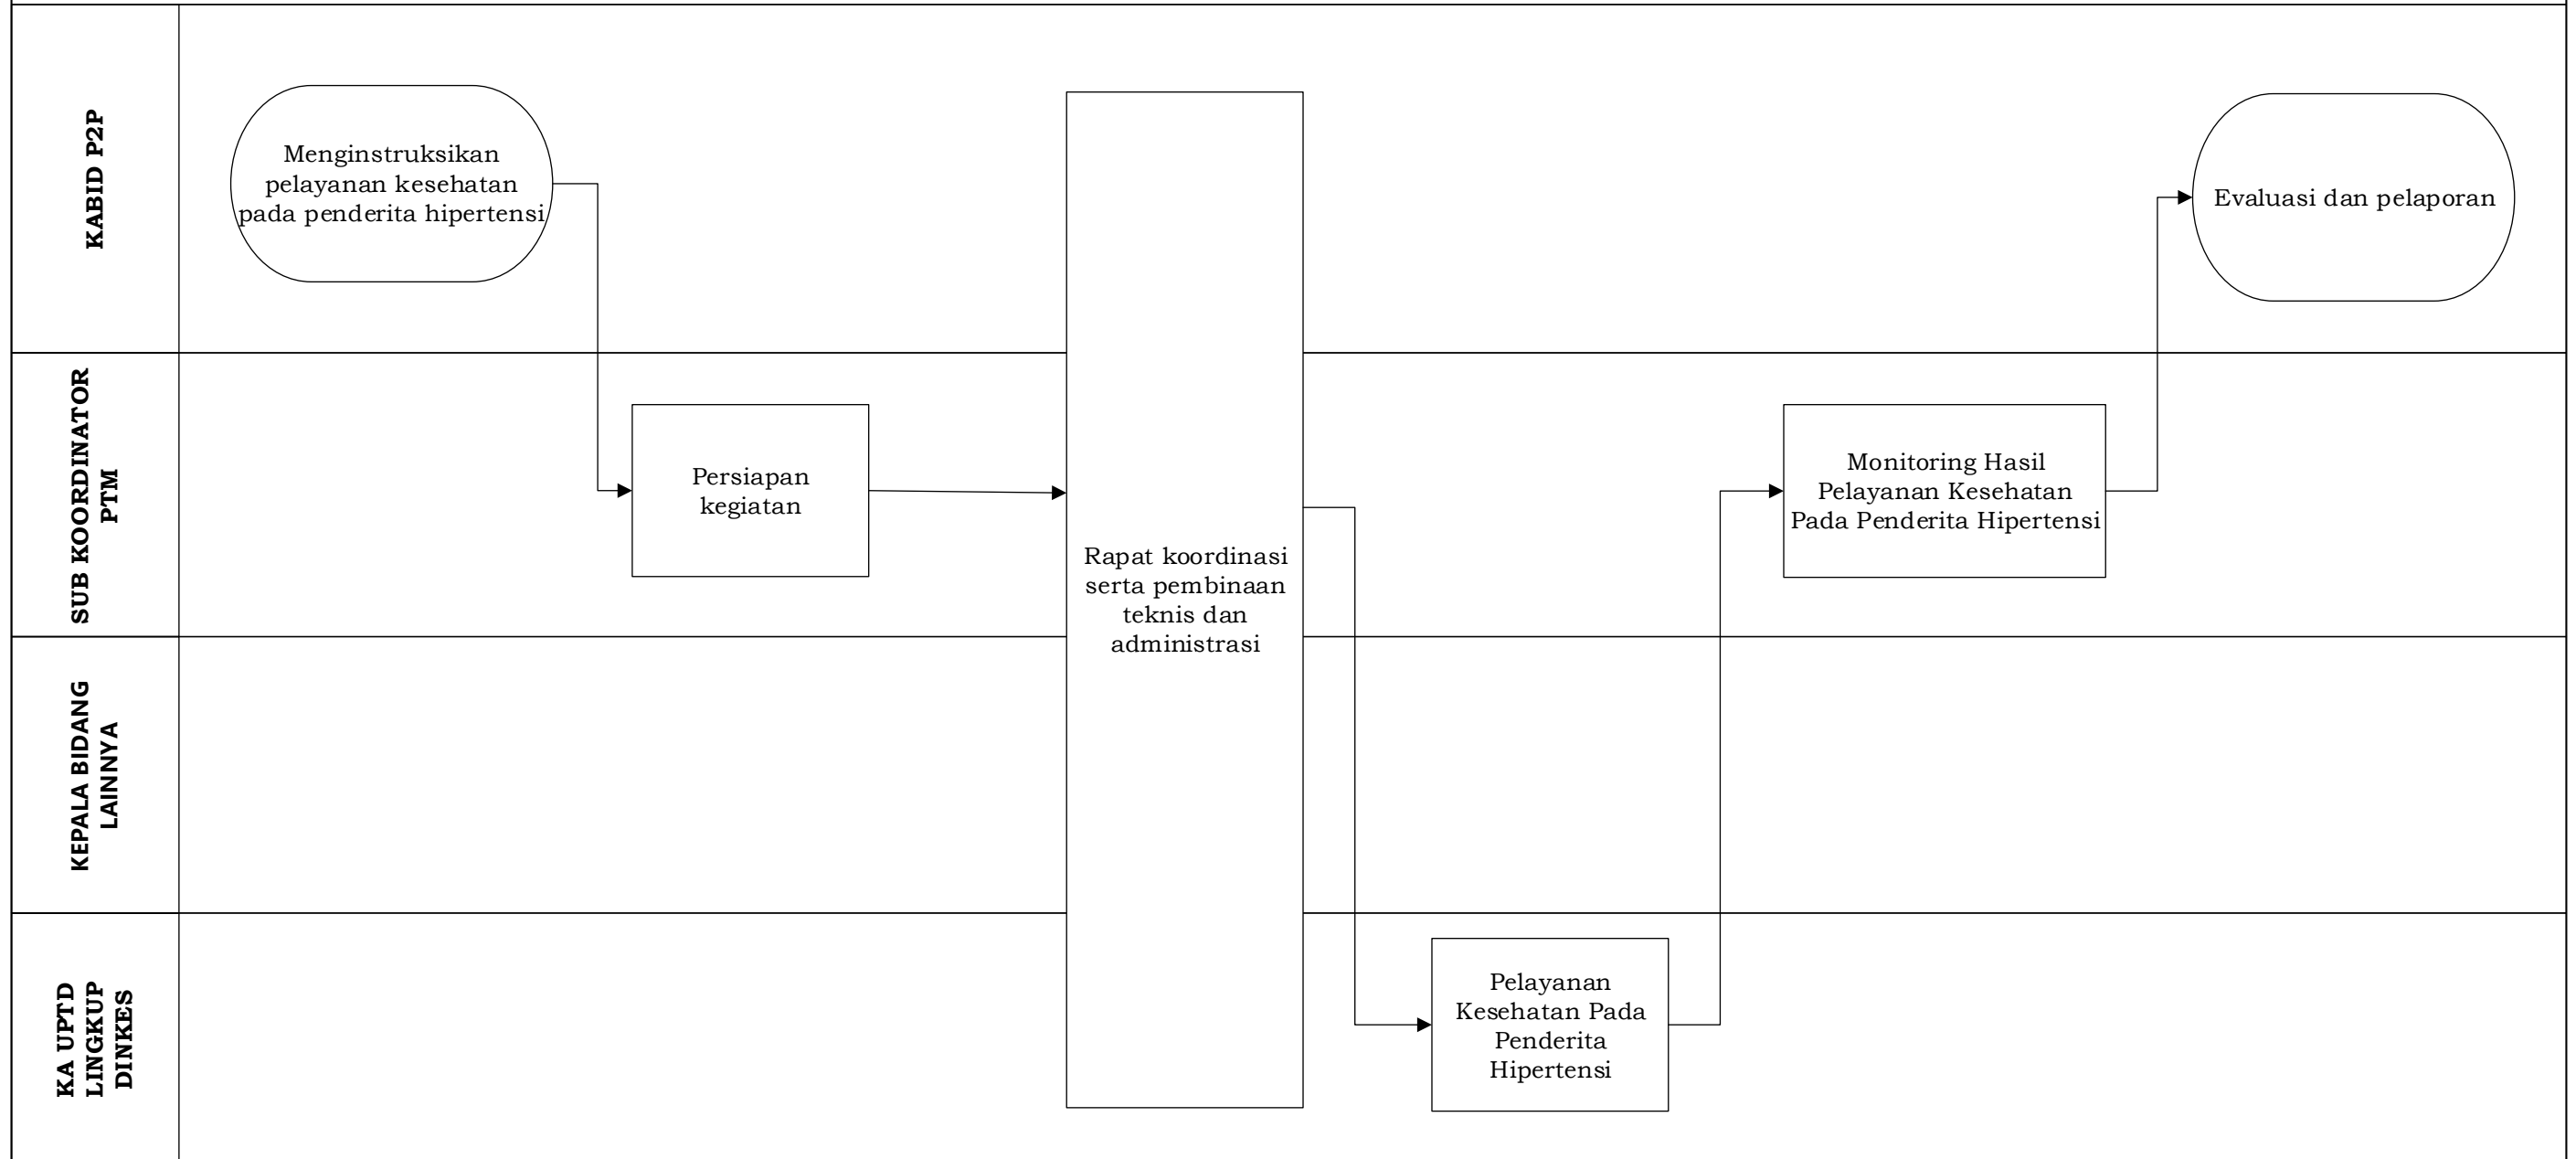 KABID P2P
Menginstruksikan
pelayanan kesehatan
pada penderita hipertensi
Evaluasi dan pelaporan
SUB KOORDINATOR
PTM
Persiapan
kegiatan
Rapat koordinasi
serta pembinaan
teknis dan
administrasi
Monitoring Hasil
Pelayanan Kesehatan
Pada Penderita Hipertensi
KEPALA BIDANG
LAINNYA
KA UPTD
LINGKUP
DINKES
Pelayanan
Kesehatan Pada
Penderita
Hipertensi